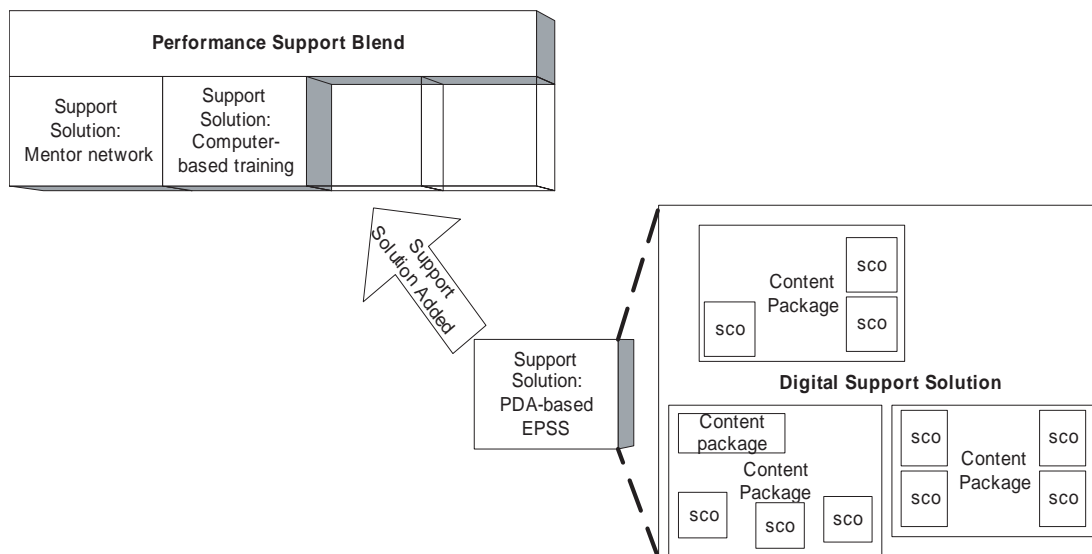 Performance Support Blend
Support
Solution:
Mentor network
Support
Solution:
Computer-
based training
Support
Solution Added
Support
Solution:
PDA-based
EPSS
sco
Content
Package
sco
sco
Digital Support Solution
Content
package
Content
Package
sco
sco
sco
sco
sco
Content
Package
sco
sco